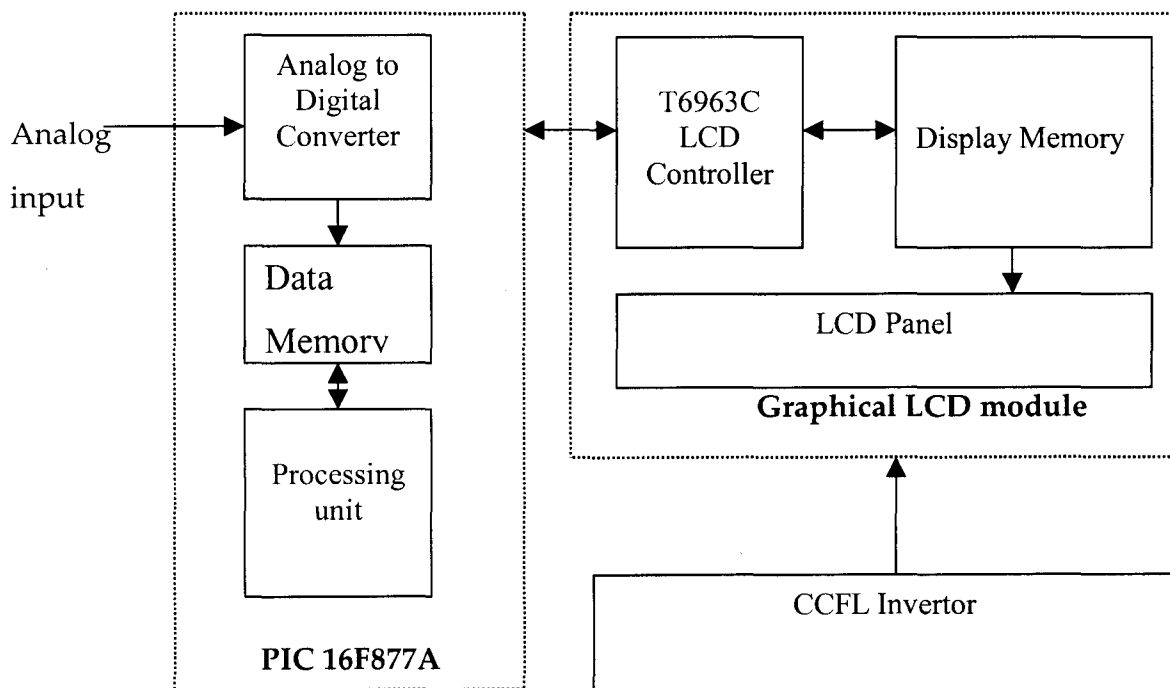 Analog
input
Analog to
Digital
Converter
Data
Memory
Processing
unit
PIC 16F877A
T6963C
LCD
Controller
Display Memory
LCD Panel
Graphical LCD module
CCFL Invertor